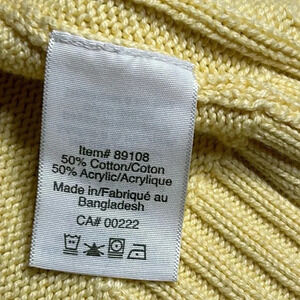 Item# 89108
50% Cotton/Coton
50% Acrylic/Acrylique
Made in/Fabriqué au
Bangladesh
CA# 00222